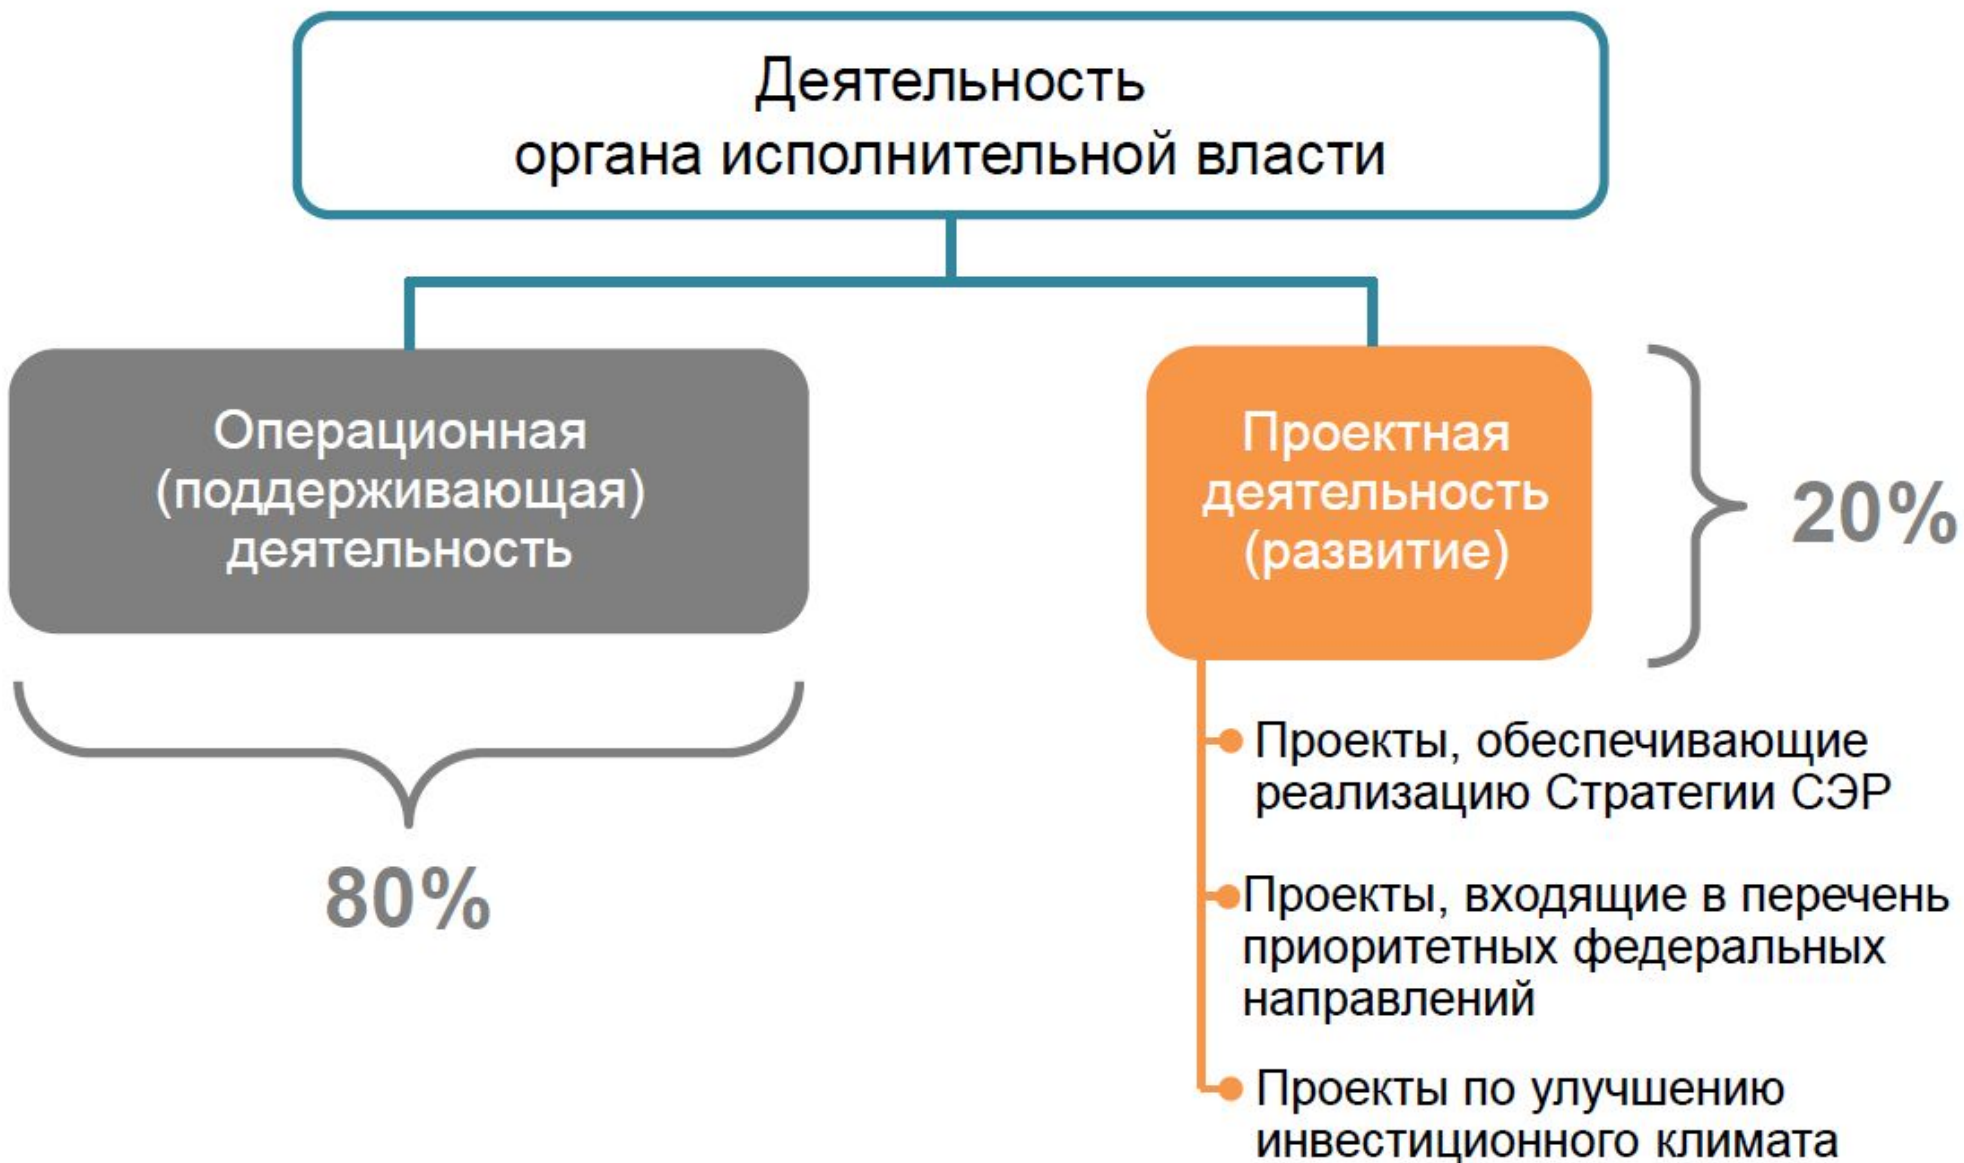 Деятельность
органа исполнительной власти
Операционная
(поддерживающая)
деятельность
80%
Проектная
деятельность
(развитие)
20%
Проекты, обеспечивающие
реализацию Стратегии СЭР
Проекты, входящие в перечень
приоритетных федеральных
направлений
Проекты по улучшению
инвестиционного климата